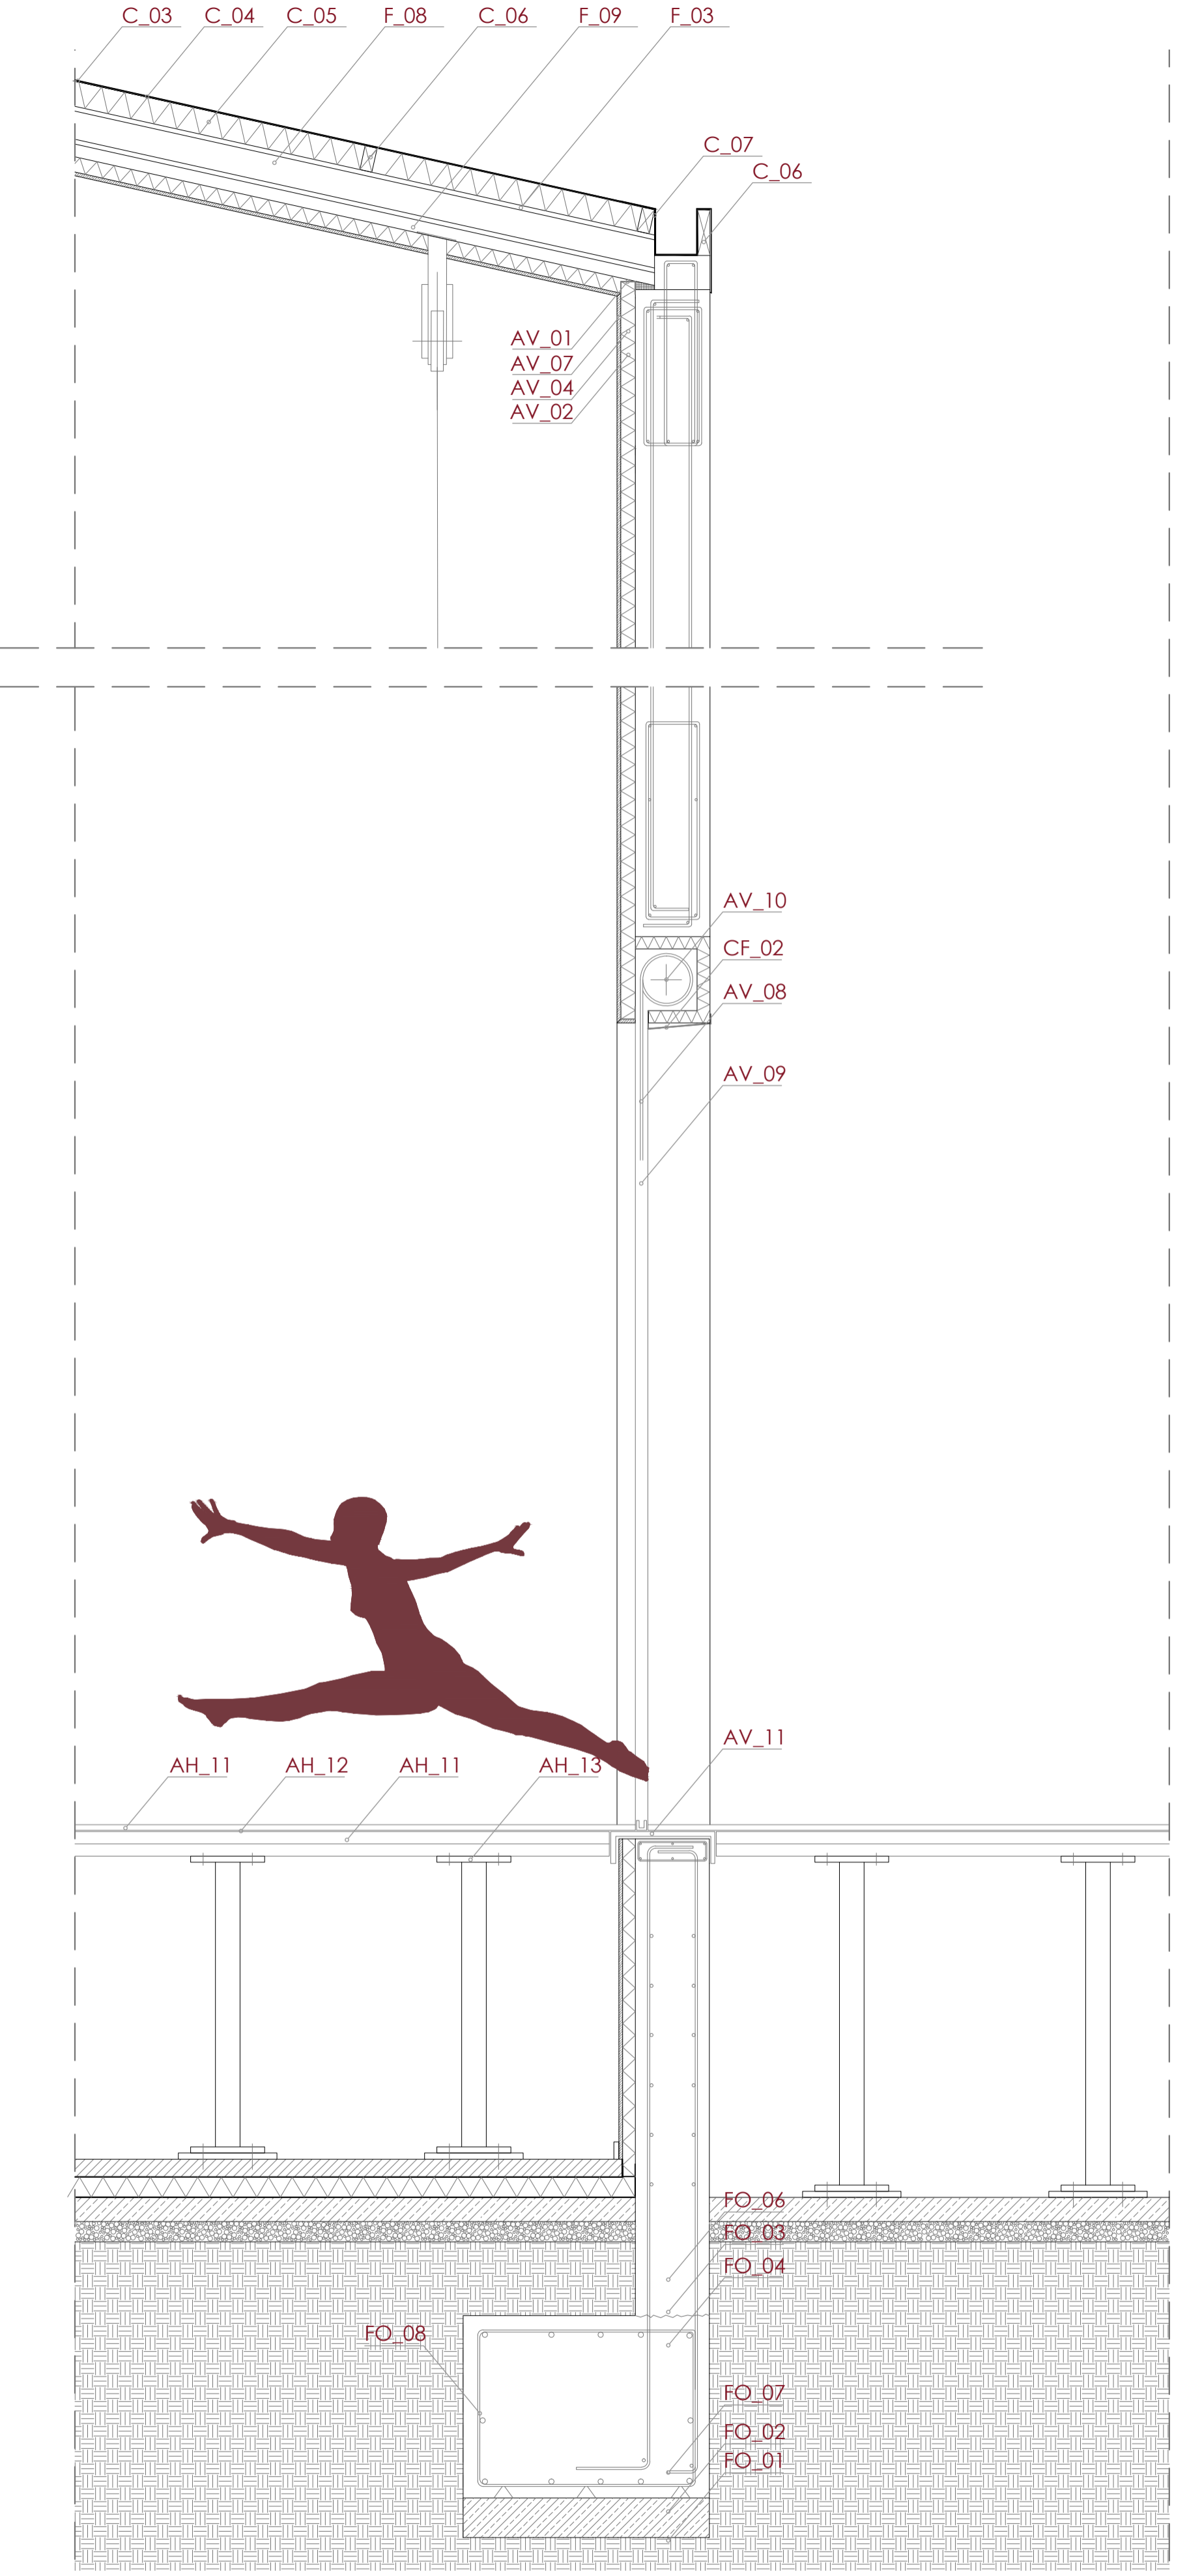 C_03 C_04 C_05 F_08 C_06 F_09 F_03
C_07
C_06
AV_01
AV_07
AV_04
AV_02
AV_10
CF_02
AV_08
AV_09
AV_11
AH_11 AH_12 AH_11 AH_13
FO_06
FO_03
FO_04
FO_08
FO_07
FO_02
FO_01